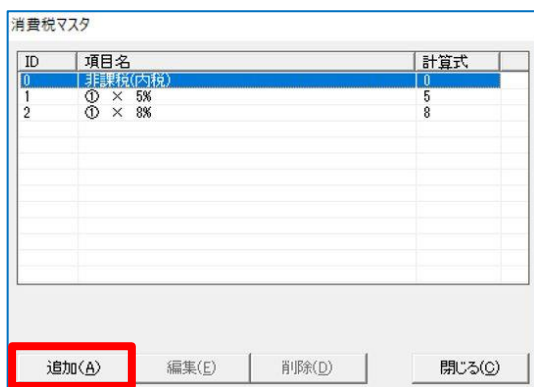 消費税マスタ
ID 項目名 計算式
0 非課税(内税) 0
1 ① × 5% 5
2 ① × 8% 8
追加(A) 編集(E) 削除(D) 閉じる(C)